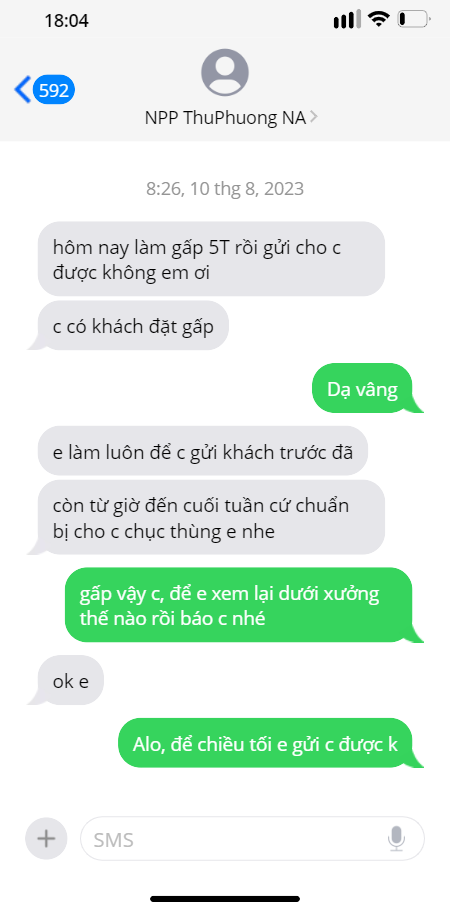 18:04
592
NPP ThuPhuong NA
8:26, 10 thg 8, 2023
hôm nay làm gấp 5T rồi gửi cho c
được không em ơi
c có khách đặt gấp
Dạ vâng
e làm luôn để c gửi khách trước đã
còn từ giờ đến cuối tuần cứ chuẩn
bị cho c chục thùng e nhe
gấp vậy c, để e xem lại dưới xưởng
thế nào rồi báo c nhé
ok e
Alo, để chiều tối e gửi c được k
SMS